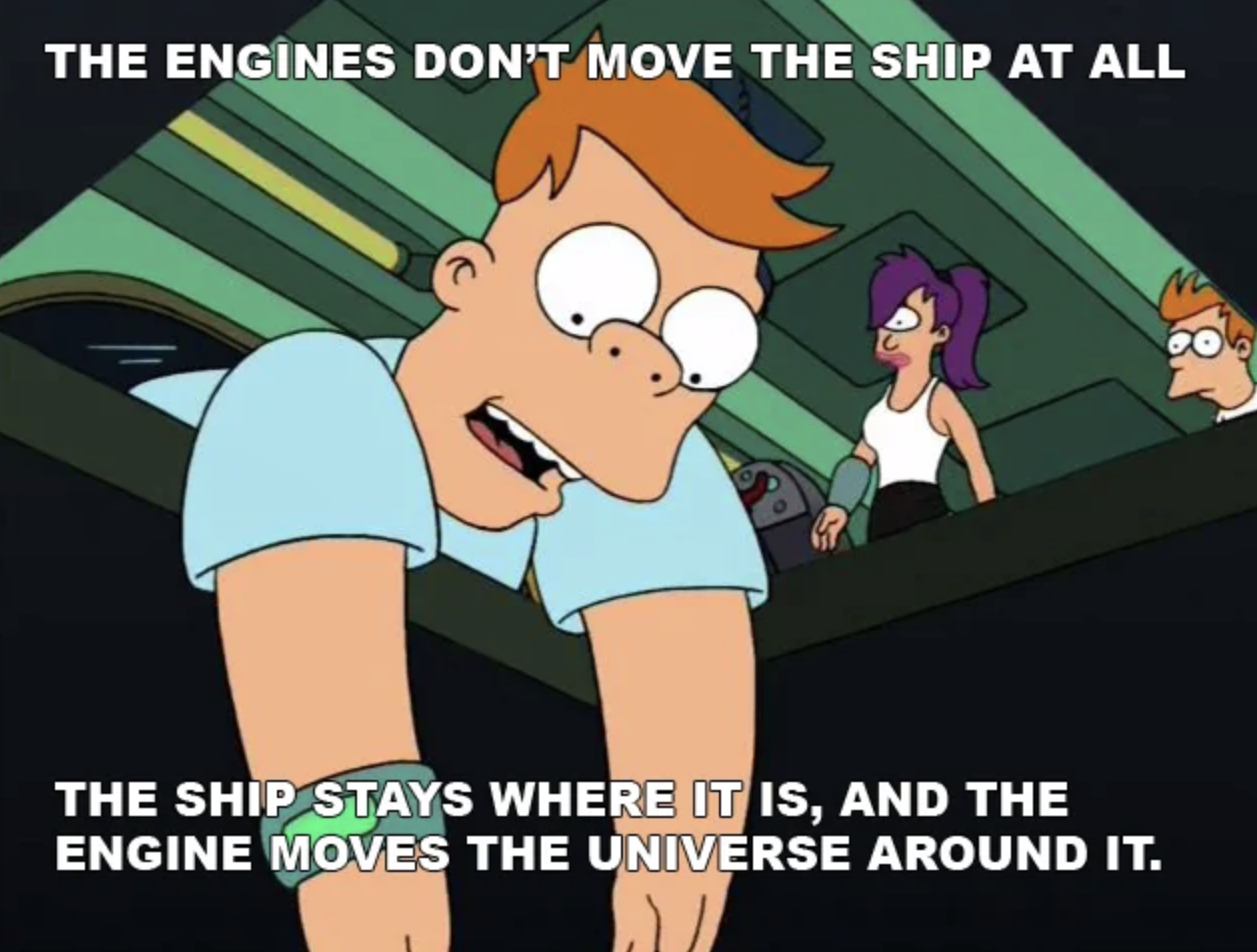 THE ENGINES DON'T MOVE THE SHIP AT ALL
THE SHIP STAYS WHERE IT IS, AND THE
ENGINE MOVES THE UNIVERSE AROUND IT.